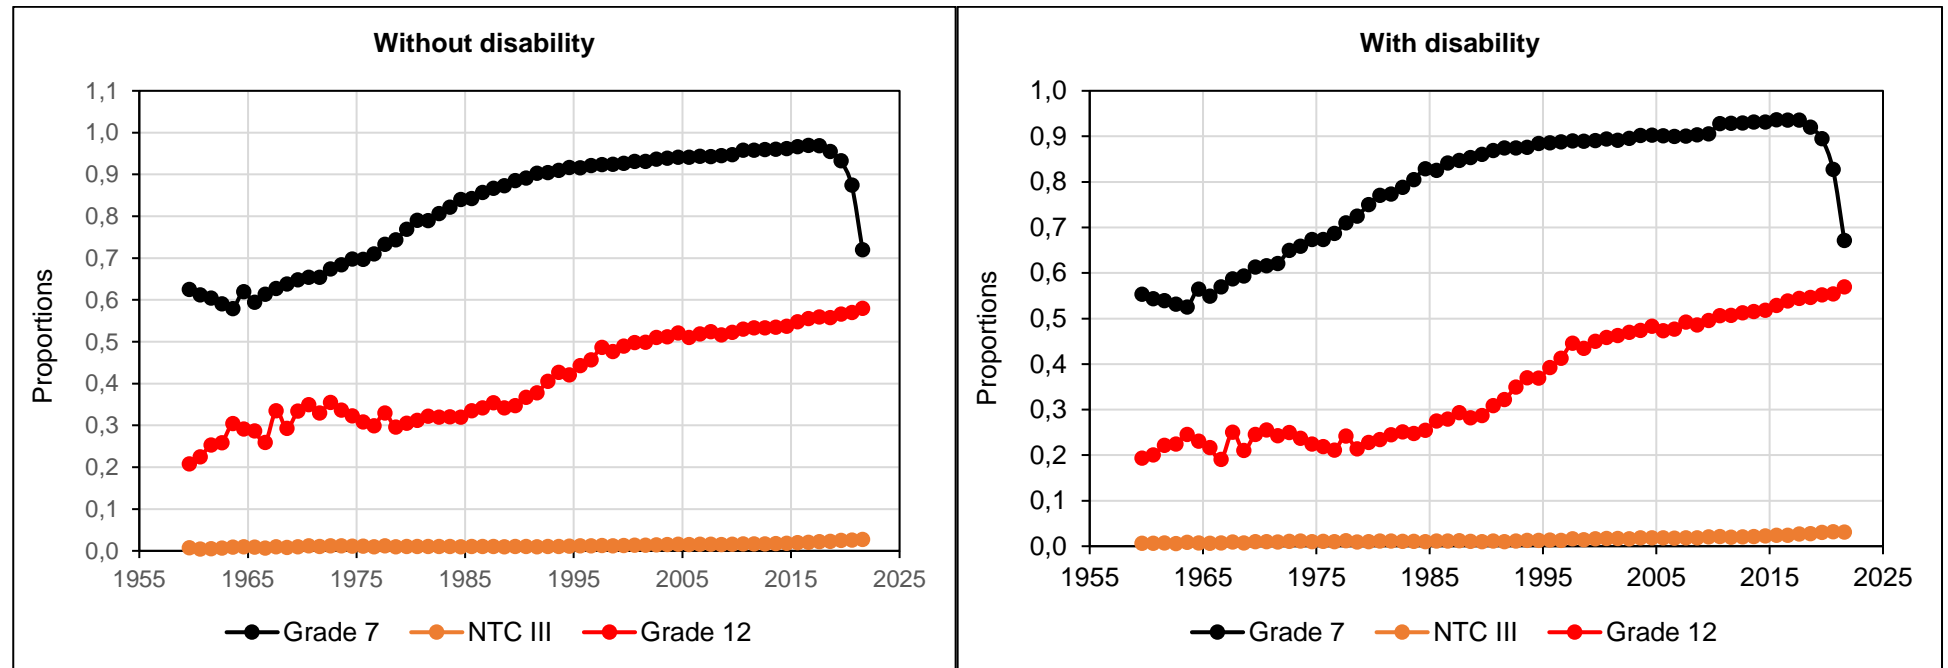 Without disability
Proportions
1,1
1,0
0,9
0,8
0,7
0,6
0,5
0,4
0,3
0,2
0,1
0,0
1955 1965 1975 1985 1995 2005 2015 2025
Grade 7 NTC III Grade 12
With disability
Proportions
1,0
0,9
0,8
0,7
0,6
0,5
0,4
0,3
0,2
0,1
0,0
1955 1965 1975 1985 1995 2005 2015 2025
Grade 7 NTC III Grade 12